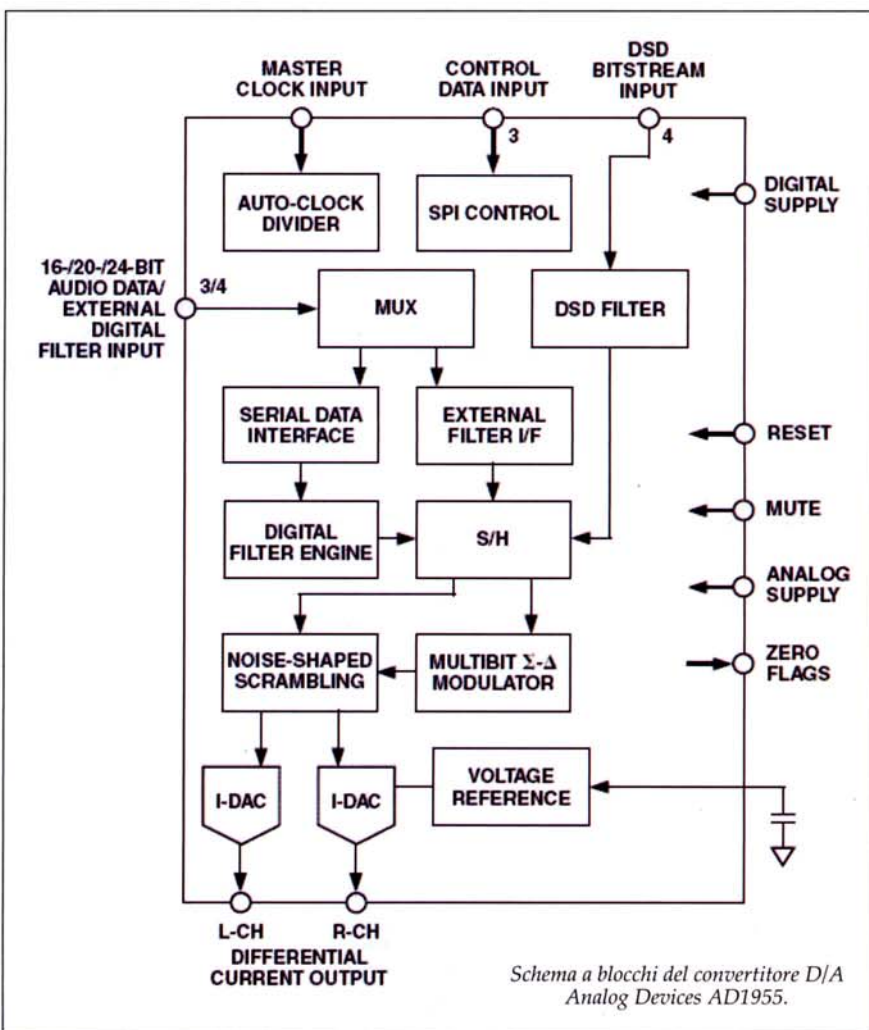 MASTER
CLOCK INPUT
CONTROL
DATA INPUT
DSD
BITSTREAM
INPUT
3
4
AUTO-CLOCK
DIVIDER
SPI CONTROL
DIGITAL
SUPPLY
16-/20-/24-BIT
AUDIO DATA/
EXTERNAL
DIGITAL
FILTER INPUT
3/4
MUX
DSD FILTER
SERIAL DATA
INTERFACE
EXTERNAL
FILTER I/F
RESET
DIGITAL
FILTER ENGINE
S/H
MUTE
ANALOG
SUPPLY
NOISE-SHAPED
SCRAMBLING
MULTIBIT Σ-Δ
MODULATOR
ZERO
FLAGS
I-DAC
I-DAC
VOLTAGE
REFERENCE
L-CH
R-CH
DIFFERENTIAL
CURRENT OUTPUT
Schema a blocchi del convertitore D/A
Analog Devices AD1955.